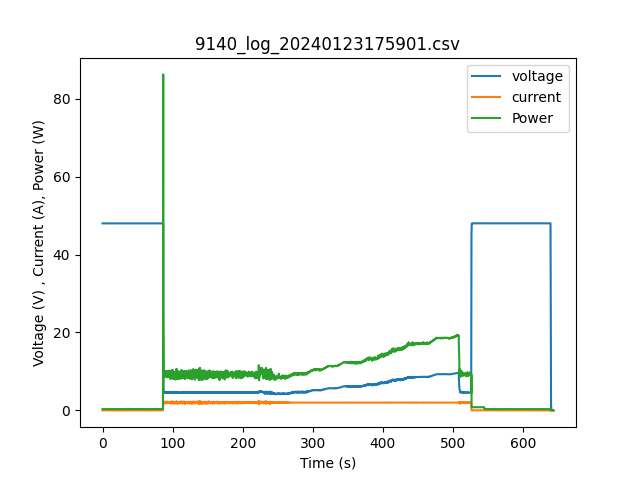 9140_log_20240123175901.csv
voltage
current
Power
Voltage (V) , Current (A), Power (W)
80
60
40
20
0
0 100 200 300 400 500 600
Time (s)